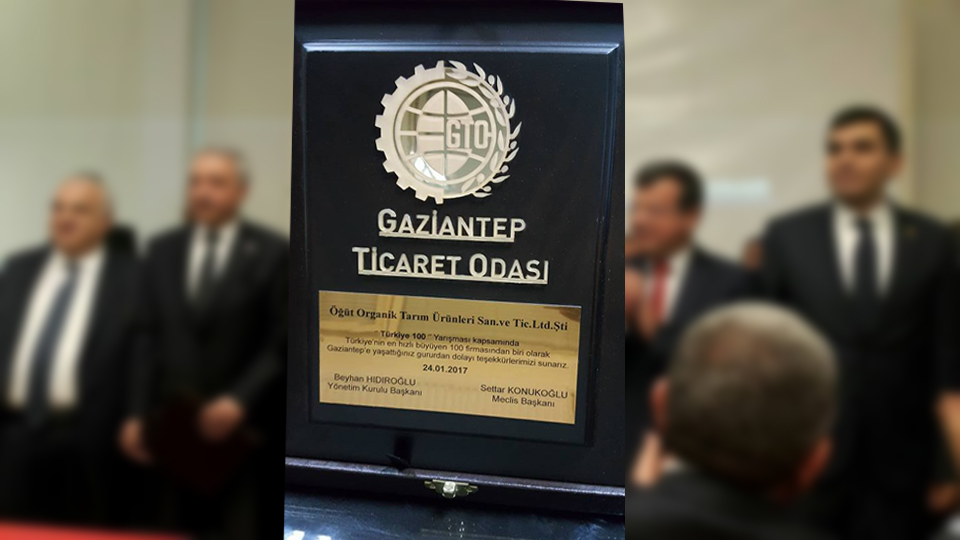 GTO
GAZİANTEP
TİCARET ODASI
Öğüt Organik Tarım Ürünleri San.ve Tic.Ltd.Şti
" Türkiye 100 " Yarışması kapsamında
Türkiye'nin en hızlı büyüyen 100 firmasından biri olarak
Gaziantep'e yaşattığınız gururdan dolayı teşekkürlerimizi sunarız.
24.01.2017
Beyhan HIDIROĞLU
Yönetim Kurulu Başkanı
Settar KONUKOĞLU
Meclis Başkanı